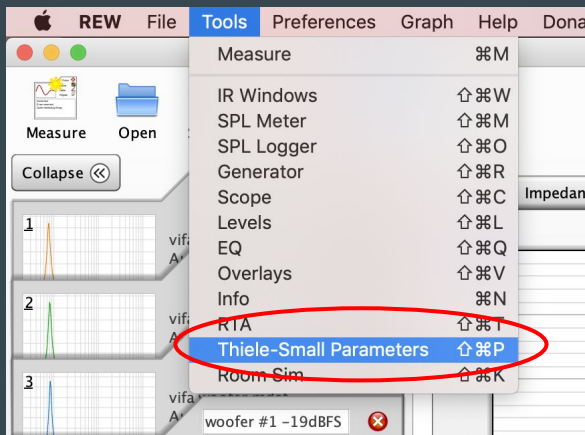 REW File Tools Preferences Graph Help Dona
Measure ⌘M
IR Windows ⇧⌘W
SPL Meter ⇧⌘M
SPL Logger ⇧⌘O
Generator ⇧⌘R
Scope ⇧⌘C
Levels ⇧⌘L
EQ ⇧⌘Q
Overlays ⇧⌘V
Info ⌘N
RTA ⇧⌘T
Thiele-Small Parameters ⇧⌘P
Room Sim ⇧⌘K
Measure Open
Collapse
Impedan
1
vifa
2
vifa
3
vifa
woofer #1 -19dBFS